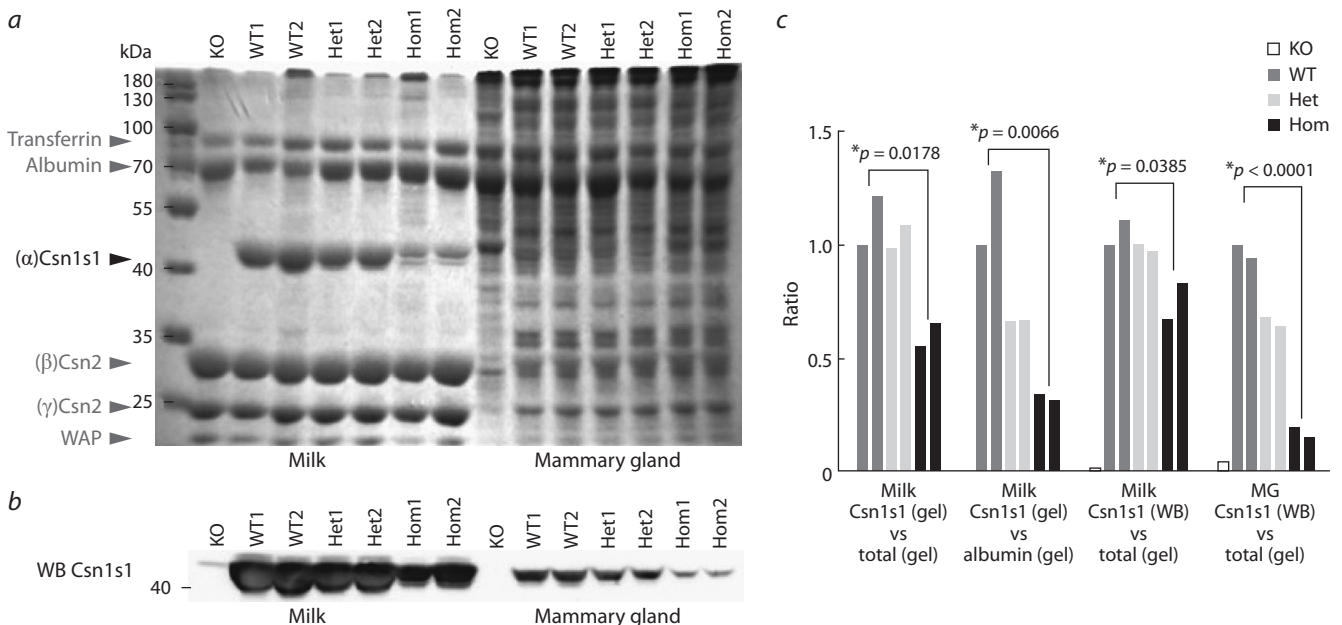 a
kDa
KO
WT1
WT2
Het1
Het2
Hom1
Hom2
KO
WT1
WT2
Het1
Het2
Hom1
Hom2
180
130
100
Transferrin
Albumin
70
55
(α)Csn1s1
40
35
(β)Csn2
25
(γ)Csn2
WAP
Milk
Mammary gland
b
KO
WT1
WT2
Het1
Het2
Hom1
Hom2
KO
WT1
WT2
Het1
Het2
Hom1
Hom2
WB Csn1s1
40
Milk
Mammary gland
c
KO
WT
Het
Hom
1.5
1.0
0.5
0
Ratio
*p = 0.0178
*p = 0.0066
*p = 0.0385
*p < 0.0001
Milk
Csn1s1 (gel)
vs
total (gel)
Milk
Csn1s1 (gel)
vs
albumin (gel)
Milk
Csn1s1 (WB)
vs
total (gel)
MG
Csn1s1 (WB)
vs
total (gel)